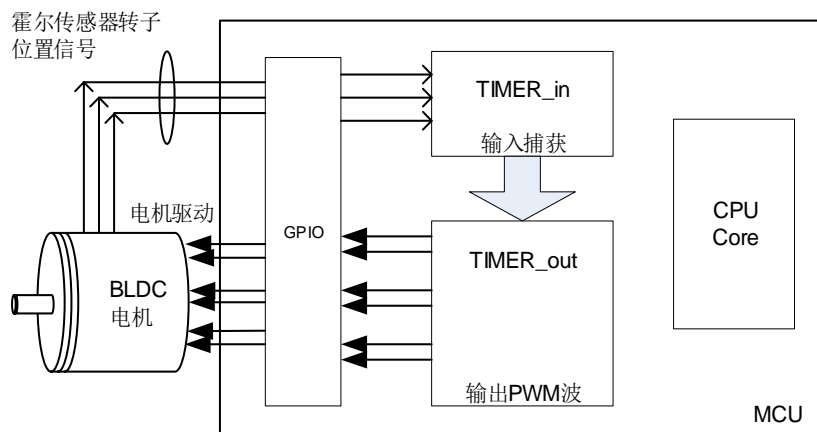 霍尔传感器转子
位置信号
TIMER_in
输入捕获
电机驱动
GPIO
CPU
Core
TIMER_out
BLDC
电机
输出PWM波
MCU